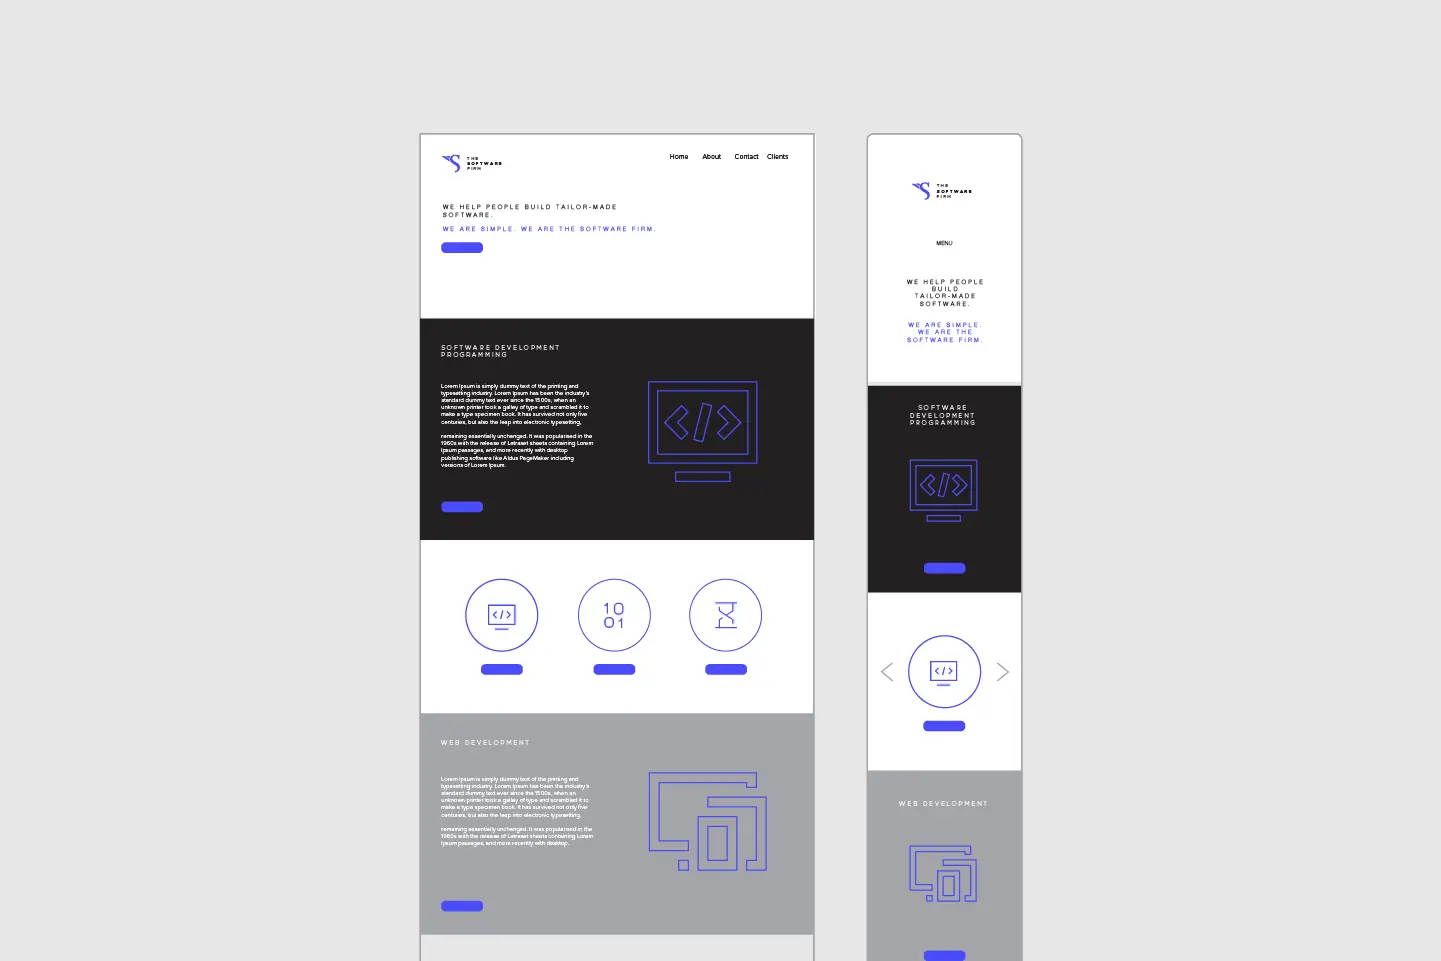 THE
SOFTWARE
FIRM
Home About Contact Clients
WE HELP PEOPLE BUILD TAILOR-MADE
SOFTWARE.
WE ARE SIMPLE. WE ARE THE SOFTWARE FIRM.
SOFTWARE DEVELOPMENT
PROGRAMMING
Lorem Ipsum is simply dummy text of the printing and
typesetting industry. Lorem Ipsum has been the industry's
standard dummy text ever since the 1500s, when an
unknown printer took a galley of type and scrambled it to
make a type specimen book. It has survived not only five
centuries, but also the leap into electronic typesetting,
remaining essentially unchanged. It was popularised in the
1960s with the release of Letraset sheets containing Lorem
Ipsum passages, and more recently with desktop
publishing software like Aldus PageMaker including
versions of Lorem Ipsum.
</>
</>
10
01
WEB DEVELOPMENT
Lorem Ipsum is simply dummy text of the printing and
typesetting industry. Lorem Ipsum has been the industry's
standard dummy text ever since the 1500s, when an
unknown printer took a galley of type and scrambled it to
make a type specimen book. It has survived not only five
centuries, but also the leap into electronic typesetting,
remaining essentially unchanged. It was popularised in the
1960s with the release of Letraset sheets containing Lorem
Ipsum passages, and more recently with desktop.
THE
SOFTWARE
FIRM
MENU
WE HELP PEOPLE
BUILD
TAILOR-MADE
SOFTWARE.
WE ARE SIMPLE.
WE ARE THE
SOFTWARE FIRM.
SOFTWARE
DEVELOPMENT
PROGRAMMING
</>
</>
WEB DEVELOPMENT